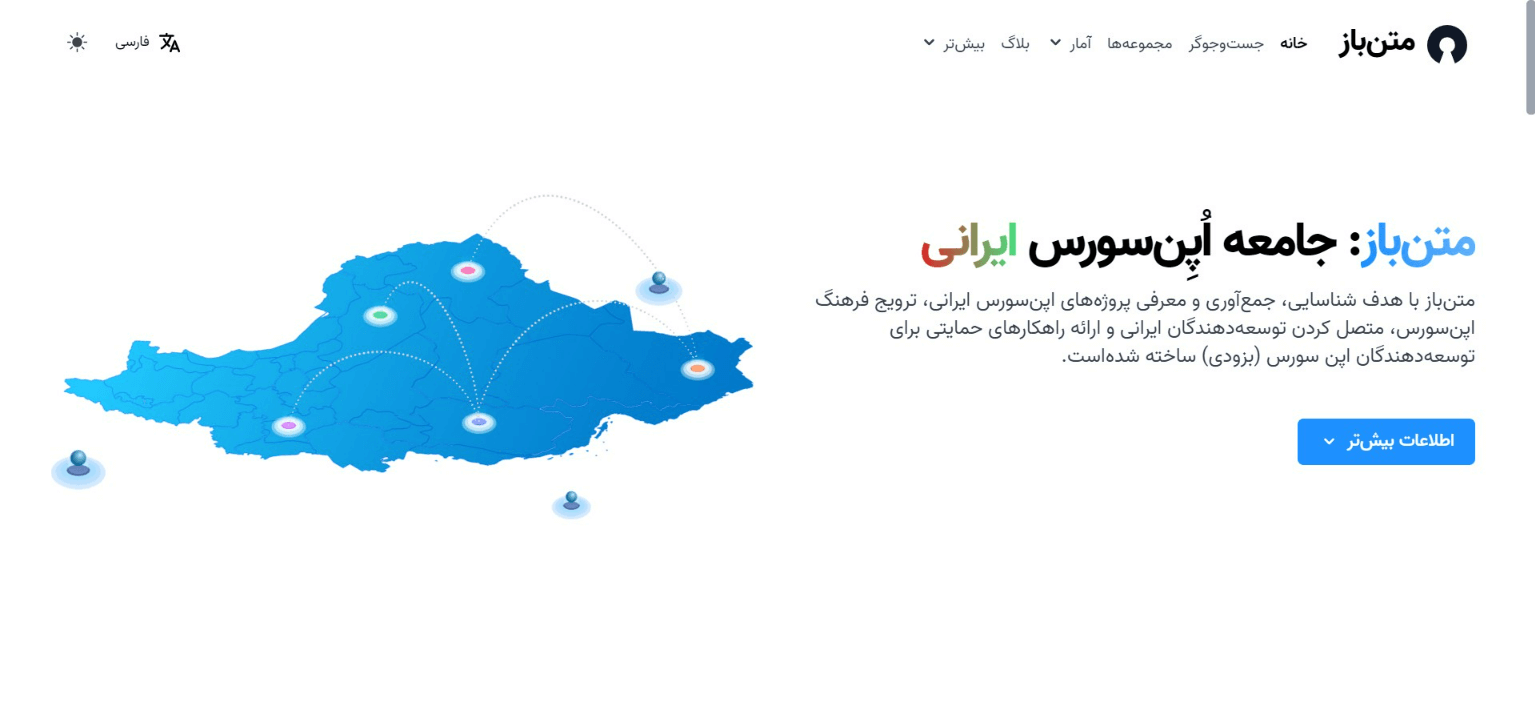 متن‌باز
خانه
جست‌وجوگر
مجموعه‌ها
آمار
بلاگ
بیش‌تر
فارسی
متن‌باز: جامعه اُپِن‌سورس ایرانی
متن‌باز با هدف شناسایی، جمع‌آوری و معرفی پروژه‌های اپن‌سورس ایرانی، ترویج فرهنگ
اپن‌سورس، متصل کردن توسعه‌دهندگان ایرانی و ارائه راهکارهای حمایتی برای
توسعه‌دهندگان اپن سورس (بزودی) ساخته شده‌است.
اطلاعات بیش‌تر